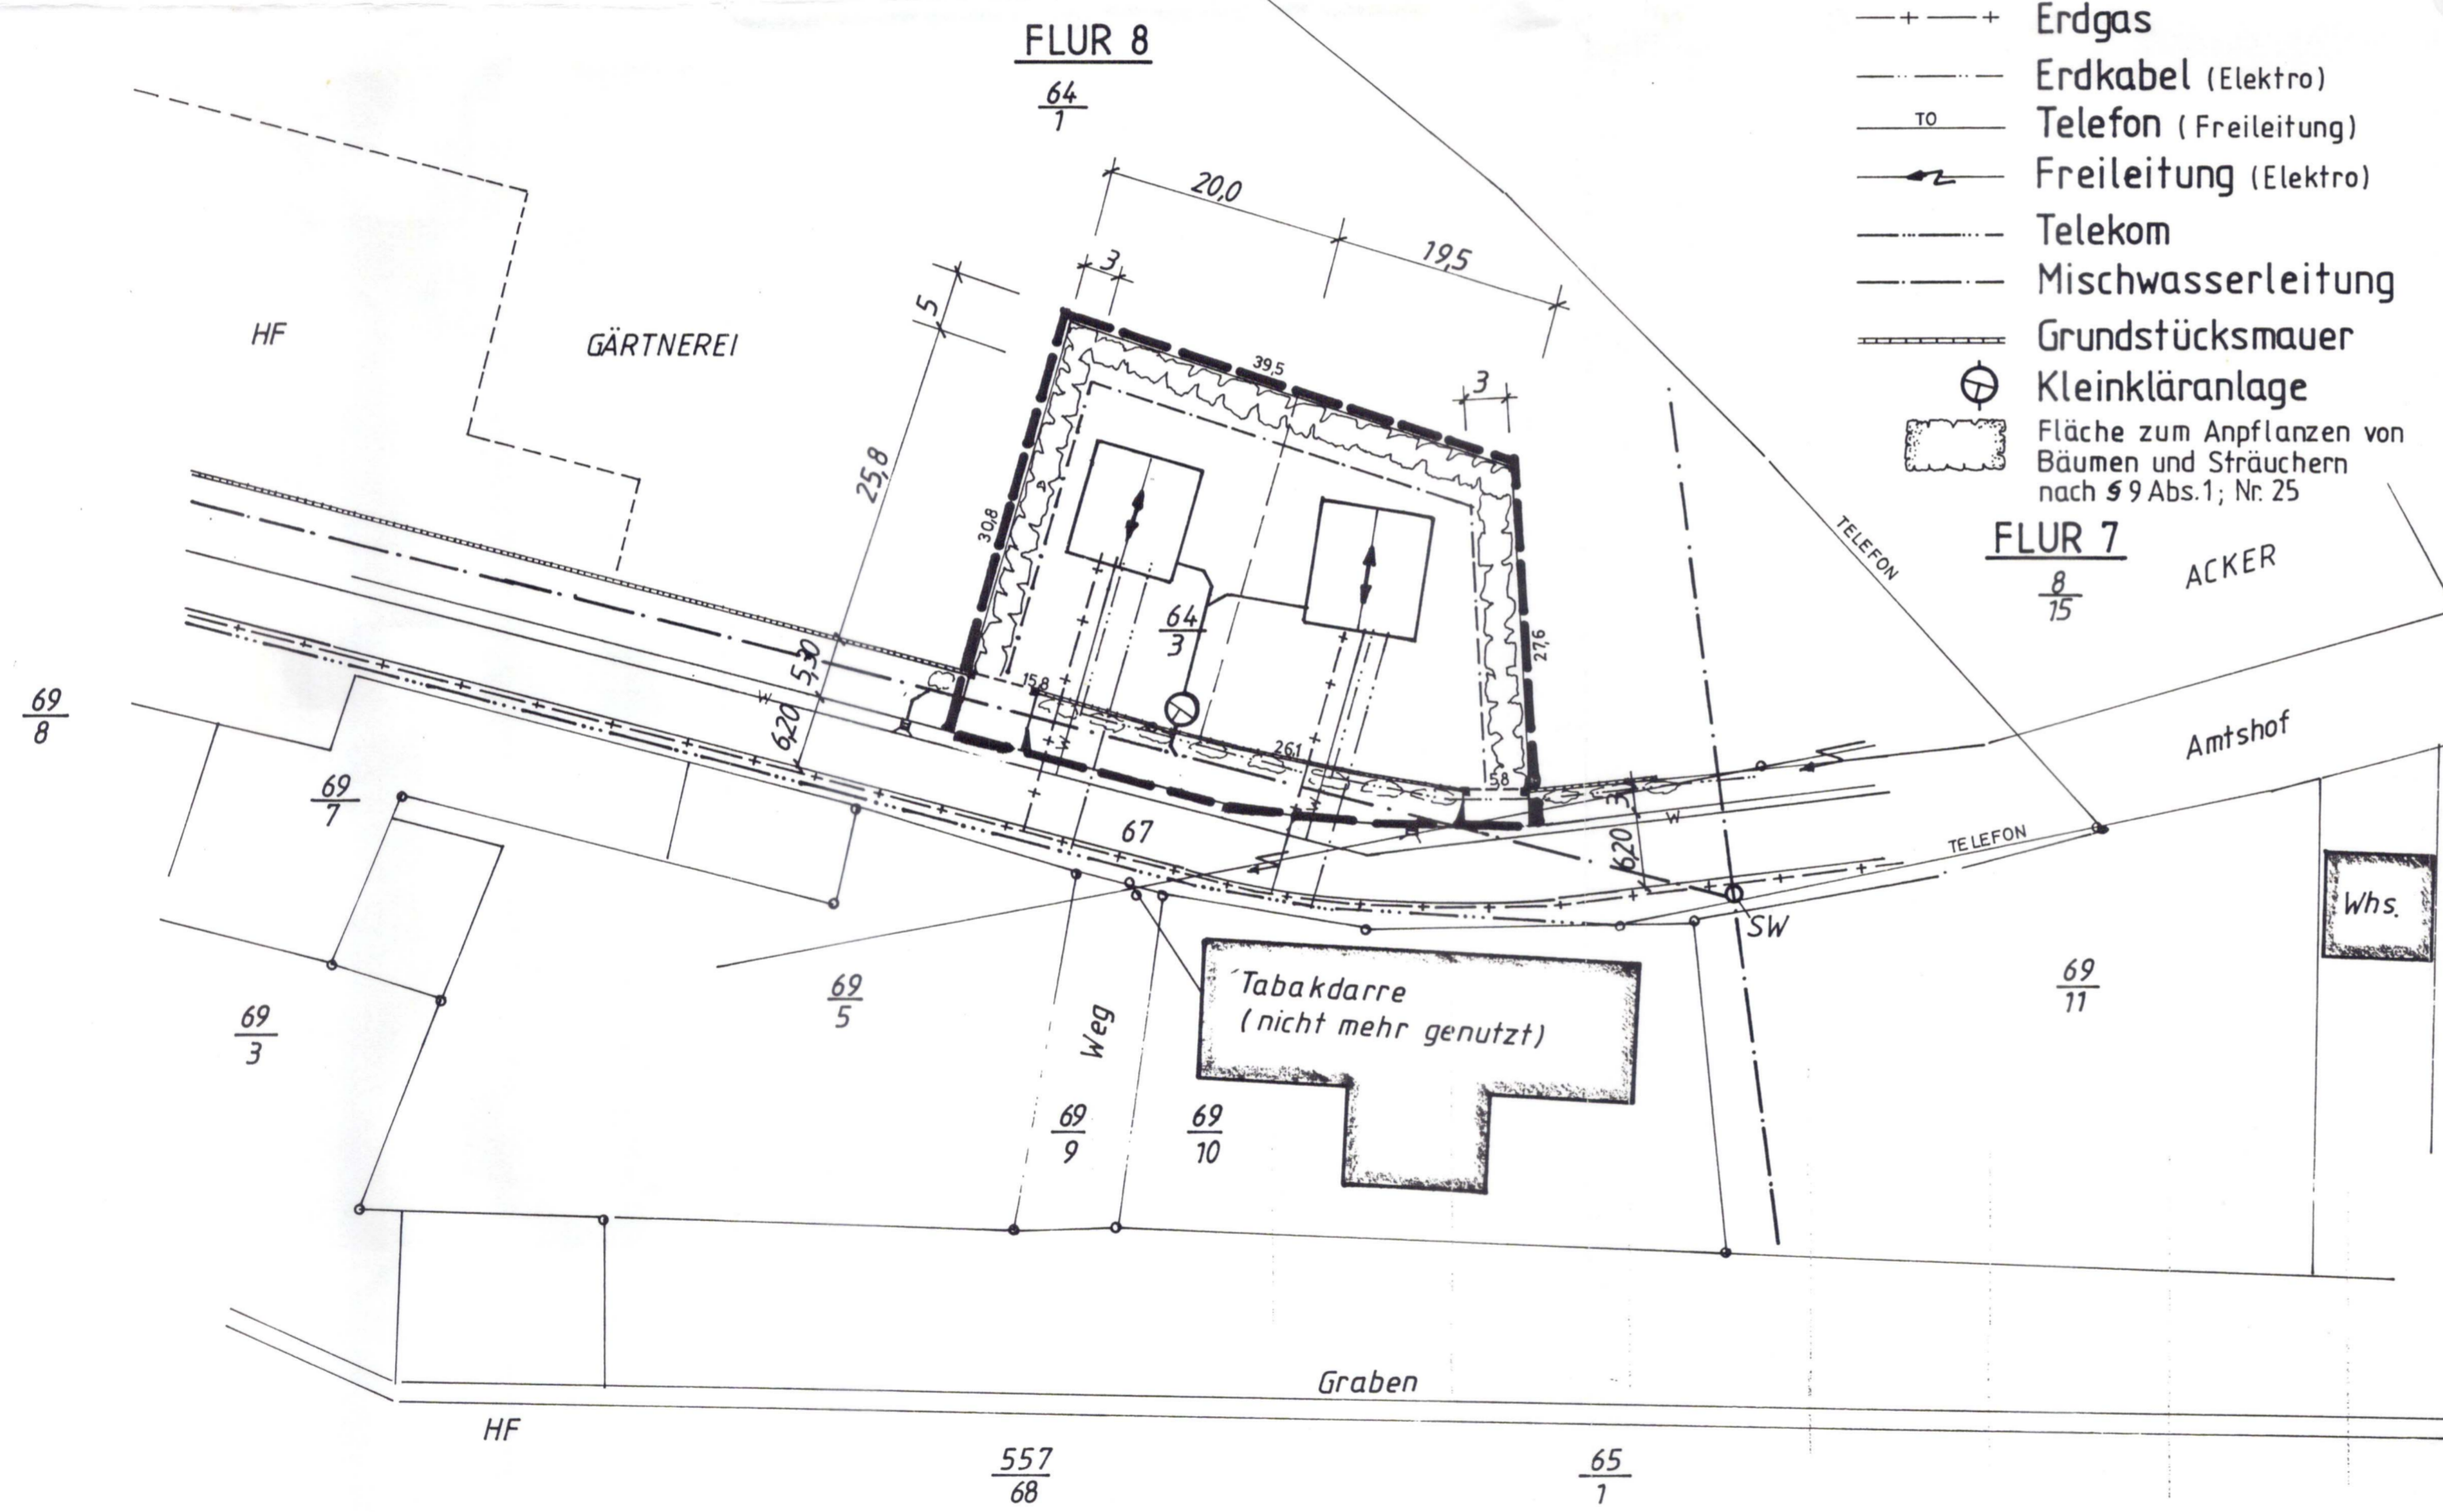 FLUR 8
64
1
Erdgas
Erdkabel (Elektro)
TO
Telefon ( Freileitung)
Freileitung (Elektro)
Telekom
Mischwasserleitung
Grundstücksmauer
Kleinkläranlage
Fläche zum Anpflanzen von
Bäumen und Sträuchern
nach § 9 Abs.1; Nr. 25
FLUR 7
8
15
ACKER
20,0
19,5
3
5
39,5
3
HF
GÄRTNEREI
25,8
30,8
TELEFON
64
3
27,6
15,8
5,30
W
6,20
W
26,1
5,8
W
3
W
6,20
Amtshof
69
8
69
7
67
TELEFON
SW
Whs.
69
5
69
3
Weg
Tabakdarre
(nicht mehr genutzt)
69
11
69
9
69
10
Graben
HF
557
68
65
1